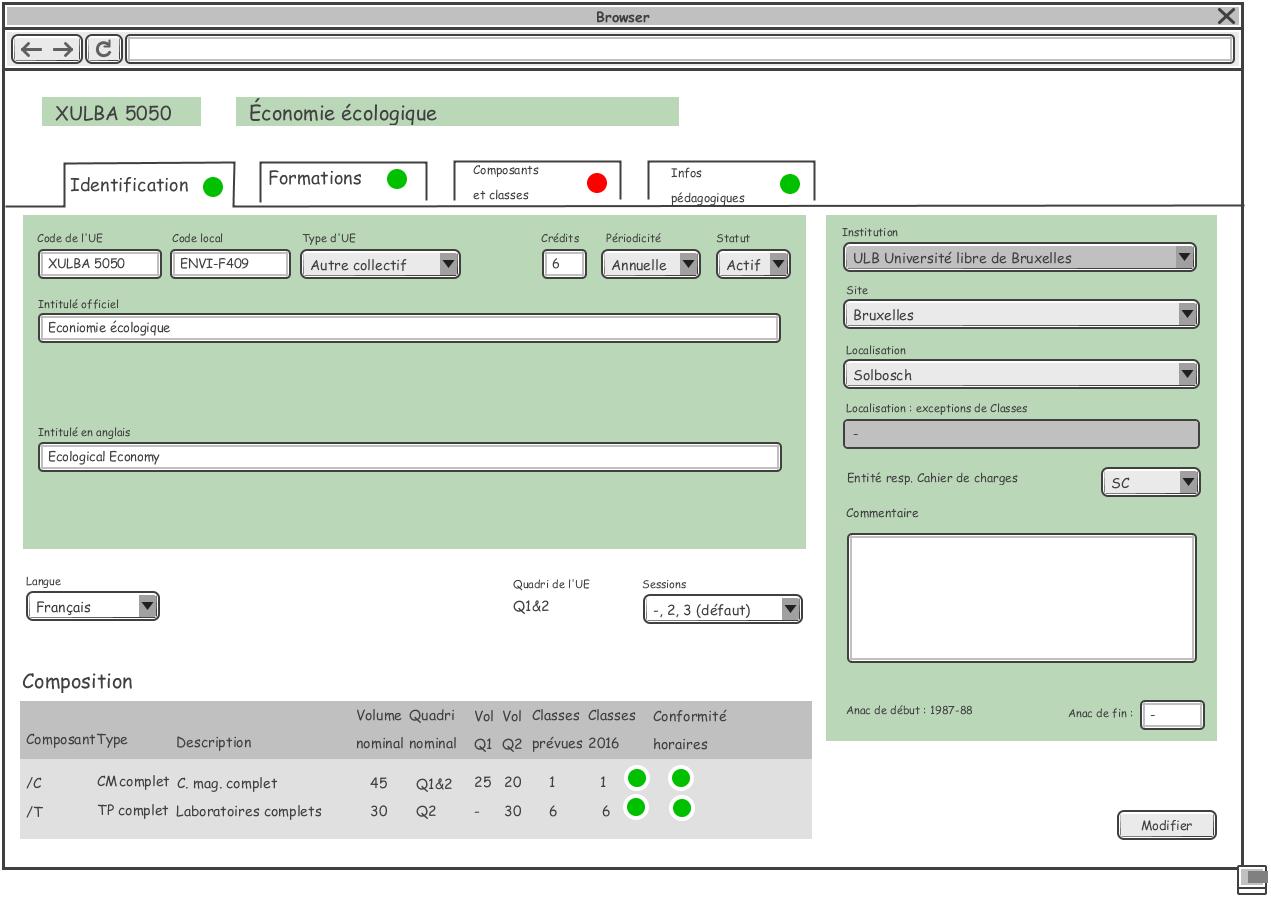 Browser
XULBA 5050 Économie écologique
Identification Formations Composants et classes Infos pédagogiques
Code de l'UE Code local Type d'UE Crédits Périodicité Statut
XULBA 5050 ENVI-F409 Autre collectif 6 Annuelle Actif
Intitulé officiel
Econiomie écologique
Intitulé en anglais
Ecological Economy
Institution
ULB Université libre de Bruxelles
Site
Bruxelles
Localisation
Solbosch
Localisation : exceptions de Classes
-
Entité resp. Cahier de charges SC
Commentaire
Anac de début : 1987-88 Anac de fin : -
Langue Quadri de l'UE Sessions
Français Q1&2 -, 2, 3 (défaut)
Composition
Composant Type Description Volume nominal Quadri nominal Vol Q1 Vol Q2 Classes prévues Classes 2016 Conformité horaires
/C CM complet C. mag. complet 45 Q1&2 25 20 1 1
/T TP complet Laboratoires complets 30 Q2 - 30 6 6
Modifier